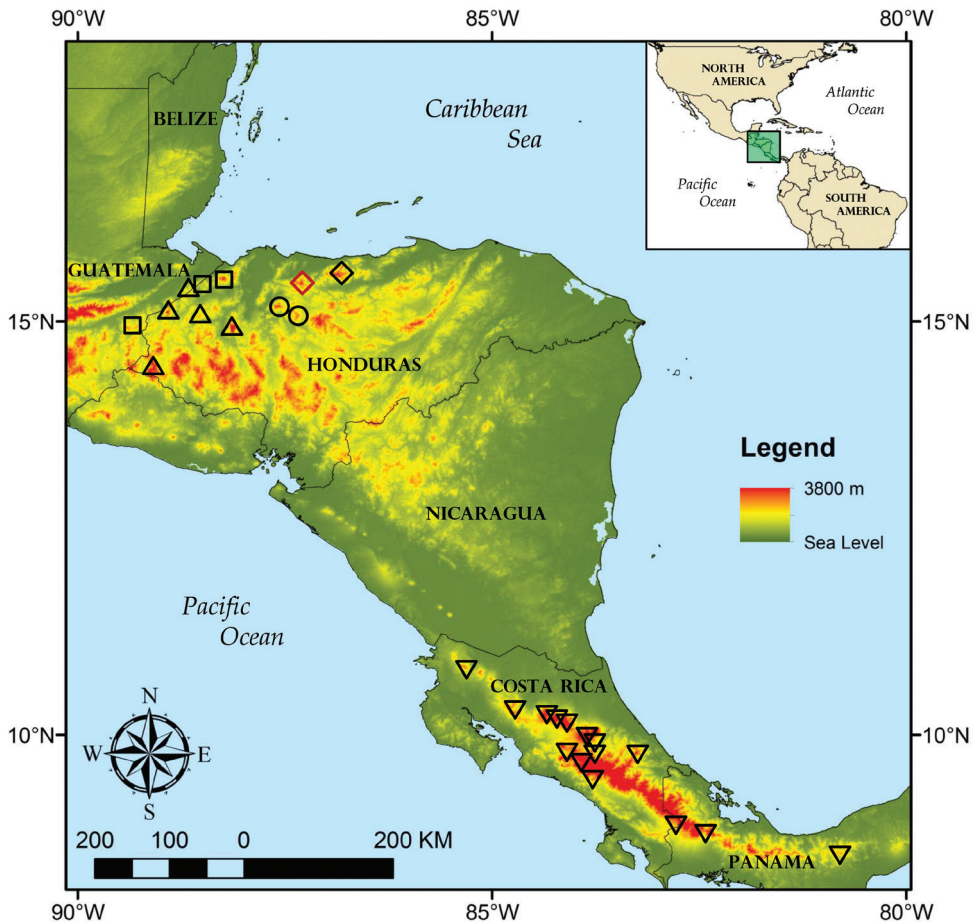 90°W
85°W
80°W
NORTH
AMERICA
Atlantic
Ocean
Pacific
Ocean
SOUTH
AMERICA
BELIZE
Caribbean
Sea
GUATEMALA
15°N
15°N
HONDURAS
Legend
3800 m
Sea Level
NICARAGUA
Pacific
Ocean
COSTA RICA
10°N
10°N
N
W
E
S
200
100
0
200 KM
PANAMA
90°W
85°W
80°W